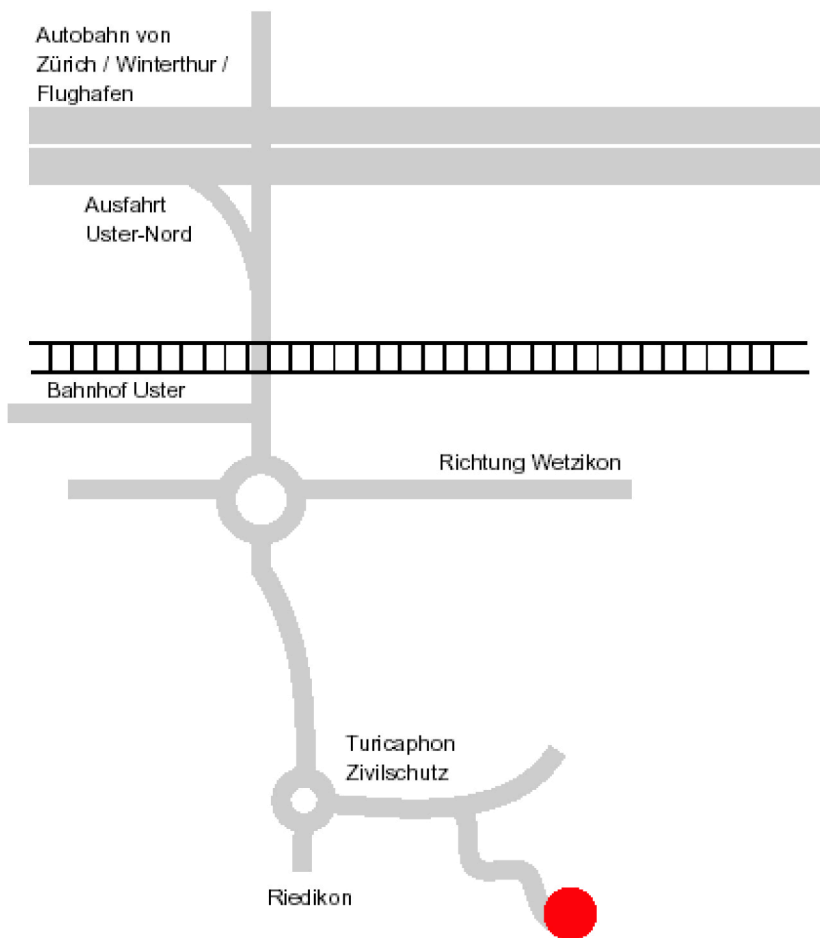 Autobahn von
Zürich / Winterthur /
Flughafen
Ausfahrt
Uster-Nord
Bahnhof Uster
Richtung Wetzikon
Turicaphon
Zivilschutz
Riedikon